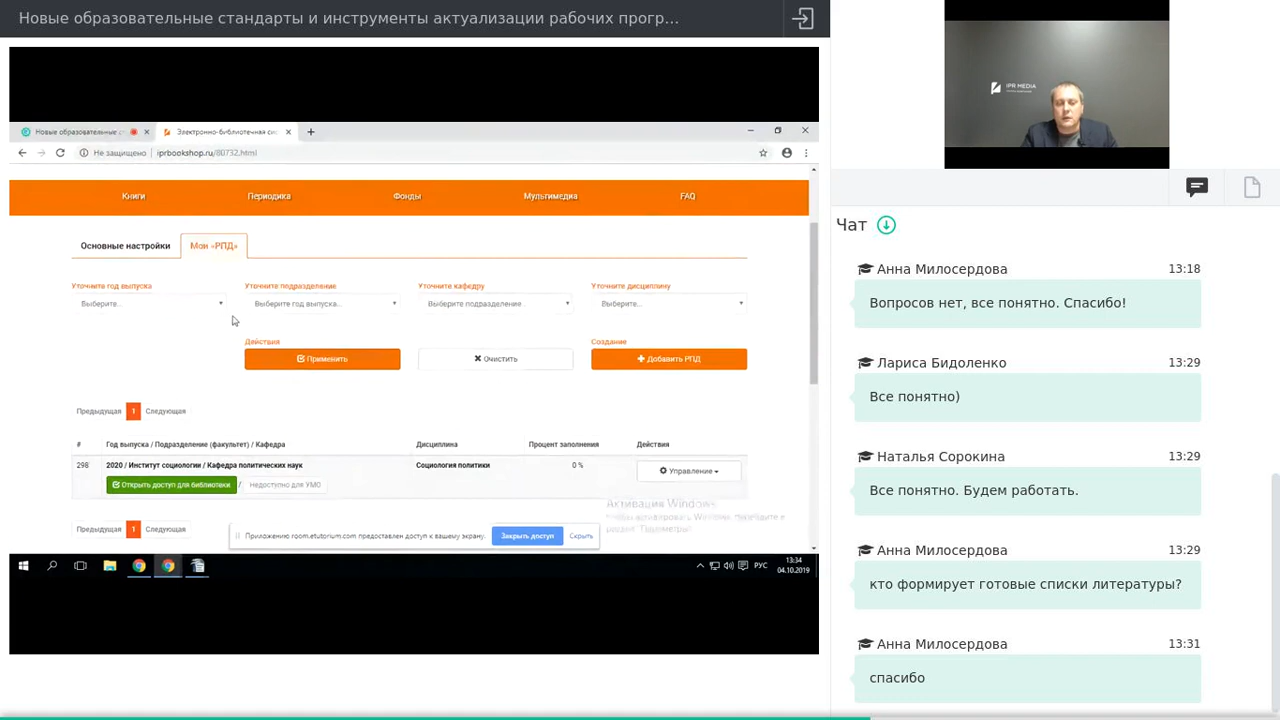 Новые образовательные стандарты и инструменты актуализации рабочих прогр...
Новые образовательные ст
Электронно-библиотечная сис
Не защищено
iprbookshop.ru/80732.html
Книги
Периодика
Фонды
Мультимедиа
FAQ
Основные настройки
Мои «РПД»
Уточните год выпуска
Уточните подразделение
Уточните кафедру
Уточните дисциплину
Выберите...
Выберите год выпуска...
Выберите подразделение
Выберите...
Действия
Создание
Применить
Очистить
Добавить РПД
Предыдущая 1 Следующая
# Год выпуска / Подразделение (факультет) / Кафедра Дисциплина Процент заполнения Действия
298 2020 / Институт социологии / Кафедра политических наук Социология политики 0 % Управление
Открыть доступ для библиотеки / Недоступно для УМО
Активация Windows
Чтобы активировать Windows, перейдите в
раздел "Параметры".
Предыдущая 1 Следующая
Приложению room.etutorium.com предоставлен доступ к вашему экрану.
Закрыть доступ
Скрыть
РУС
13:34
04.10.2019
IPR MEDIA
Чат
Анна Милосердова 13:18
Вопросов нет, все понятно. Спасибо!
Лариса Бидоленко 13:29
Все понятно)
Наталья Сорокина 13:29
Все понятно. Будем работать.
Анна Милосердова 13:29
кто формирует готовые списки литературы?
Анна Милосердова 13:31
спасибо